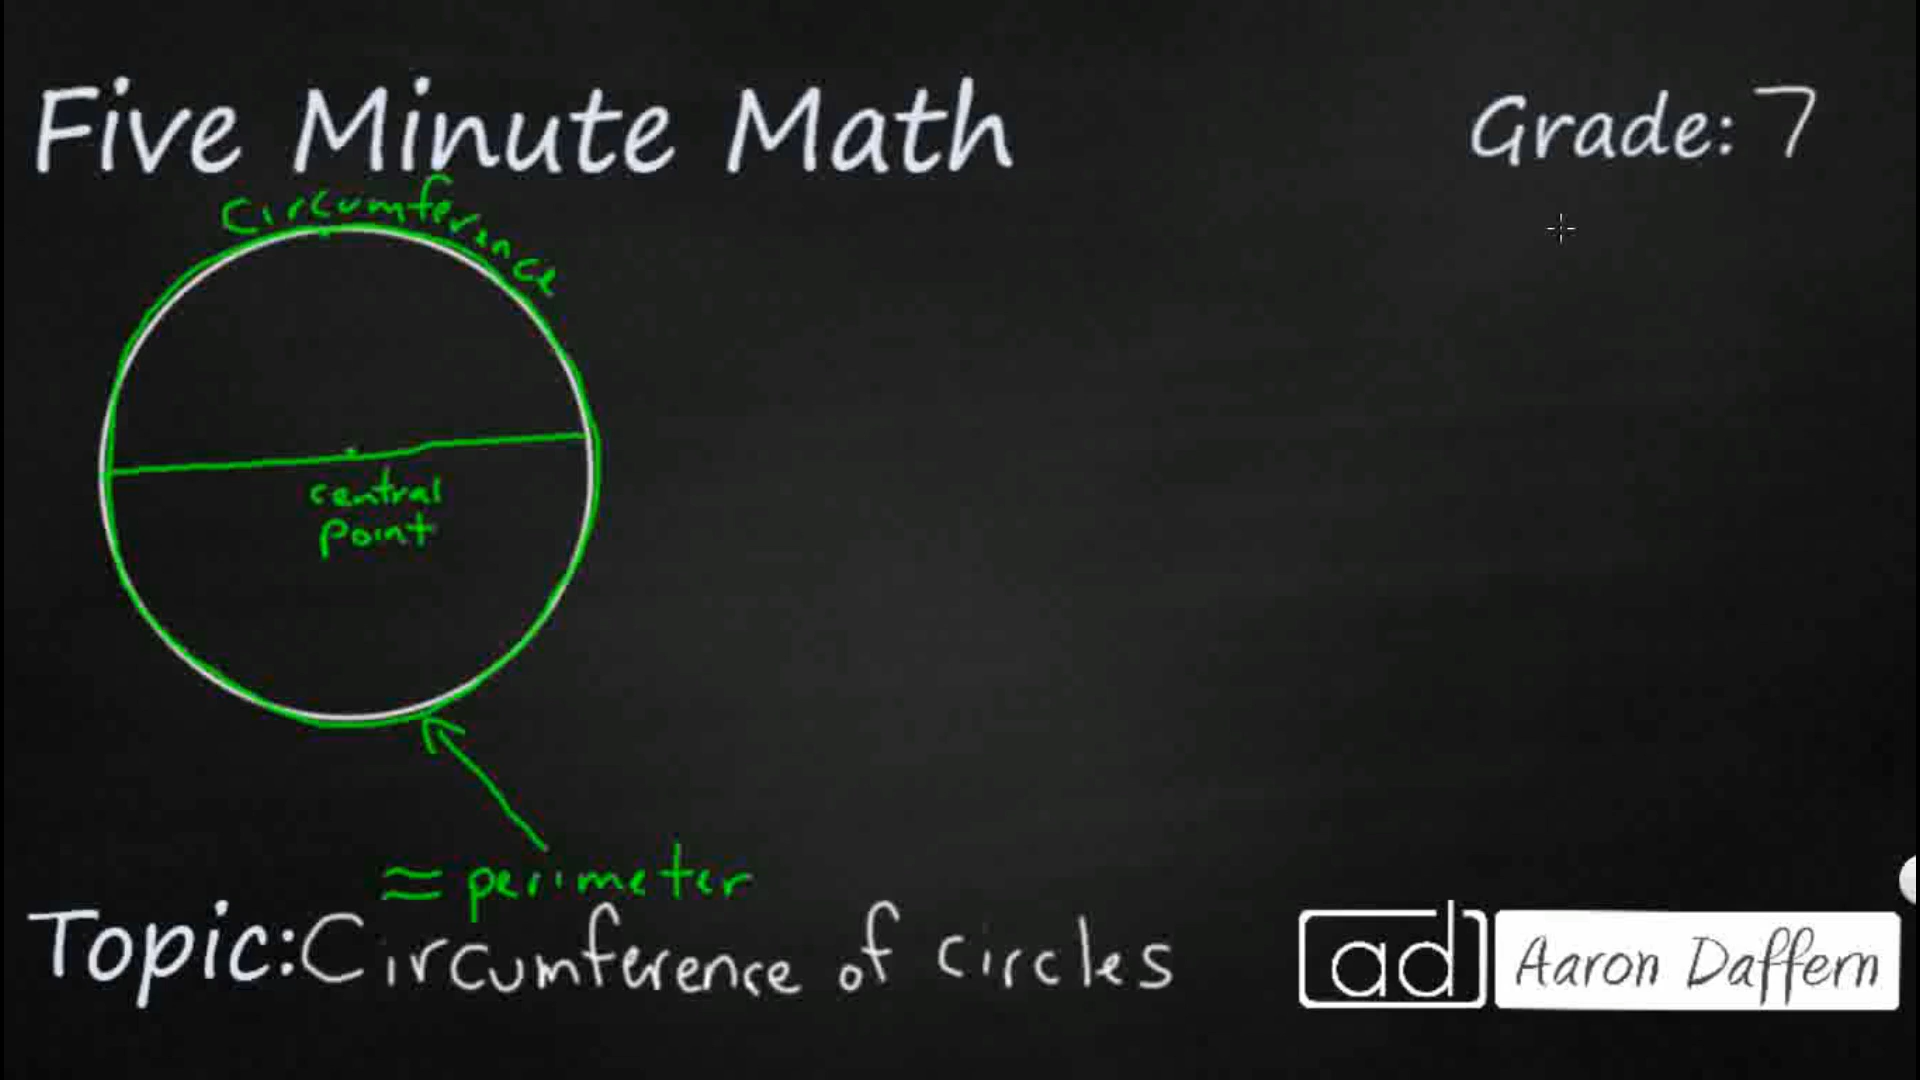 Five Minute Math
Grade: 7
Circumference
central
point
≈ perimeter
Topic: Circumference of circles
ad Aaron Daffern